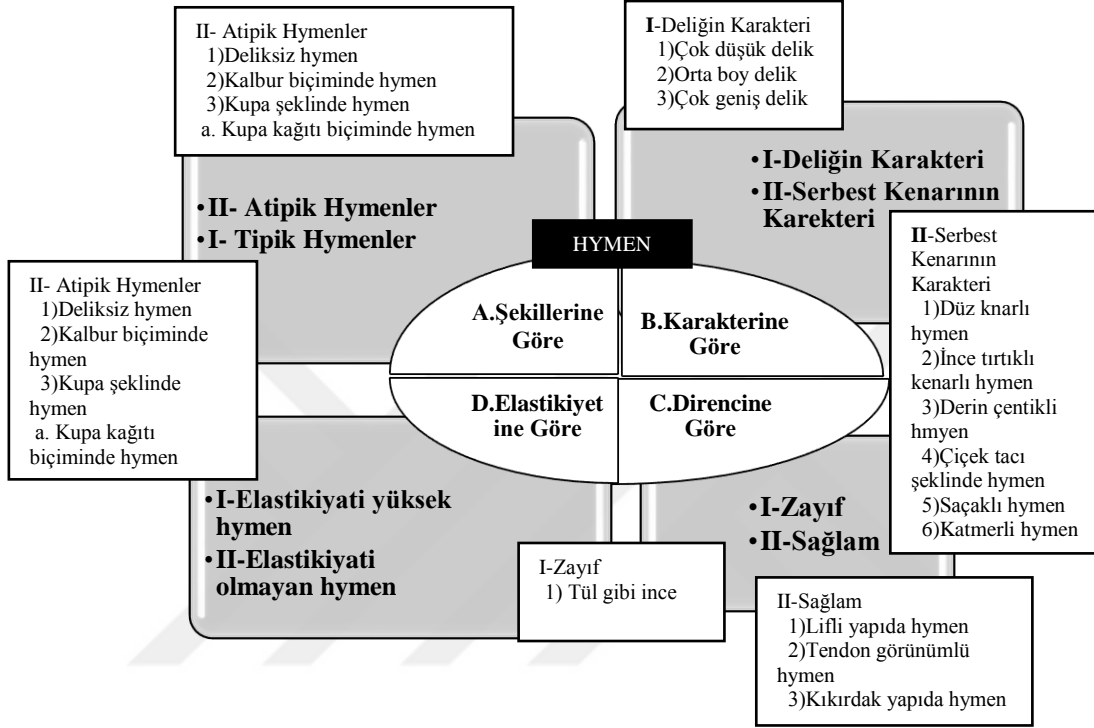 II- Atipik Hymenler
1)Deliksiz hymen
2)Kalbur biçiminde hymen
3)Kupa şeklinde hymen
a. Kupa kağıtı biçiminde hymen
I-Deliğin Karakteri
1)Çok düşük delik
2)Orta boy delik
3)Çok geniş delik
•II- Atipik Hymenler
•I- Tipik Hymenler
•I-Deliğin Karakteri
•II-Serbest Kenarının
Karekteri
HYMEN
II- Atipik Hymenler
1)Deliksiz hymen
2)Kalbur biçiminde
hymen
3)Kupa şeklinde
hymen
a. Kupa kağıtı
biçiminde hymen
A.Şekillerine
Göre
B.Karakterine
Göre
II-Serbest
Kenarının
Karakteri
1)Düz knarlı
hymen
2)İnce tırtıklı
kenarlı hymen
3)Derin çentikli
hmyen
4)Çiçek tacı
şeklinde hymen
5)Saçaklı hymen
6)Katmerli hymen
D.Elastikiyet
ine Göre
C.Direncine
Göre
•I-Elastikiyati yüksek
hymen
•II-Elastikiyati
olmayan hymen
•I-Zayıf
•II-Sağlam
I-Zayıf
1) Tül gibi ince
II-Sağlam
1)Lifli yapıda hymen
2)Tendon görünümlü
hymen
3)Kıkırdak yapıda hymen